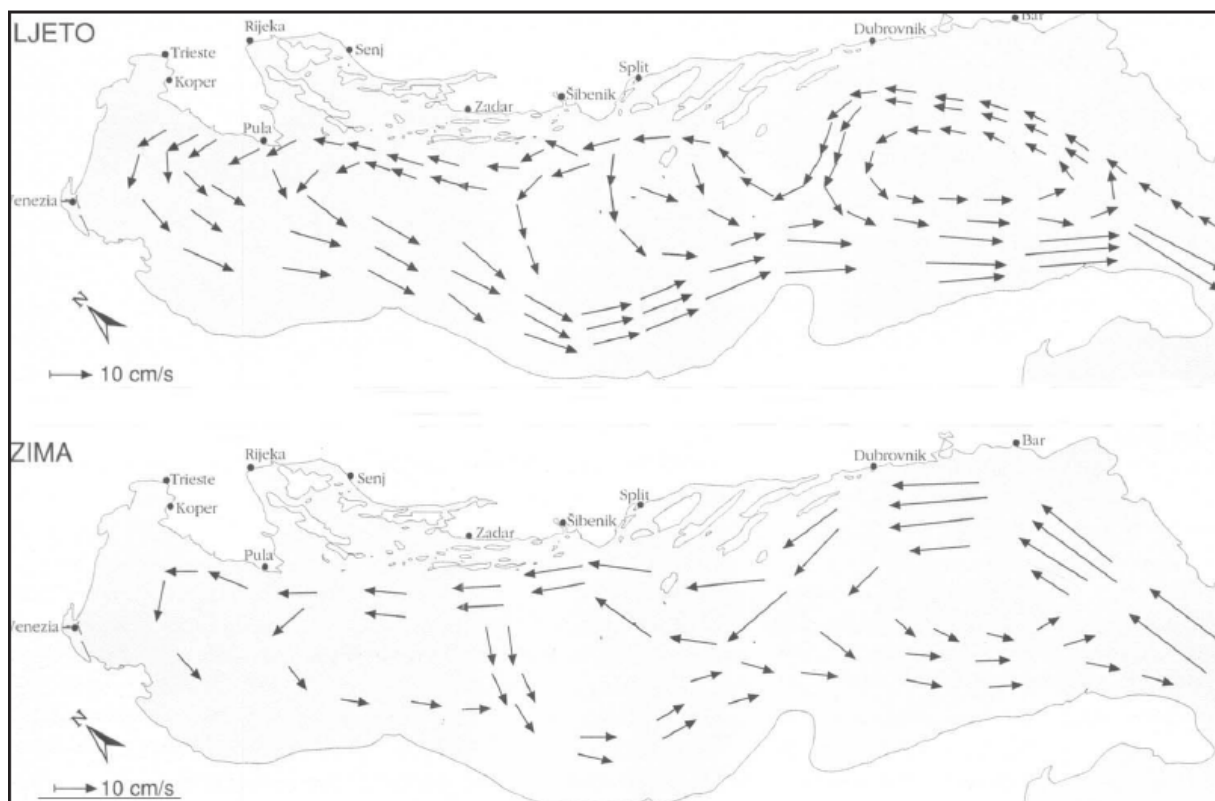 LJETO
Bar
Rijeka
Dubrovnik
Senj
Trieste
Split
Koper
Šibenik
Zadar
Pula
Venezia
N
10 cm/s
ZIMA
Bar
Rijeka
Dubrovnik
Senj
Trieste
Split
Koper
Šibenik
Zadar
Pula
Venezia
N
10 cm/s